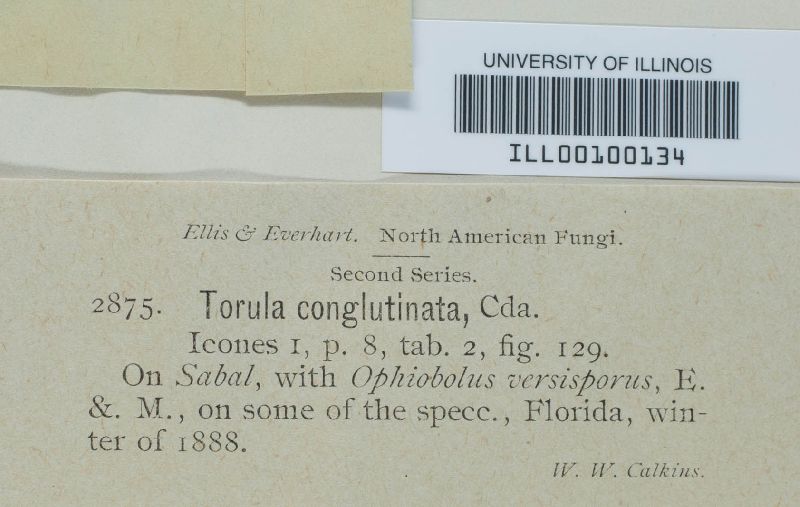 UNIVERSITY OF ILLINOIS
ILL00100134
Ellis & Everhart. North American Fungi.
Second Series.
2875. Torula conglutinata, Cda.
Icones 1, p. 8, tab. 2, fig. 129.
On Sabal, with Ophiobolus versisporus, E.
&. M., on some of the specc., Florida, win-
ter of 1888.
W. W. Calkins.